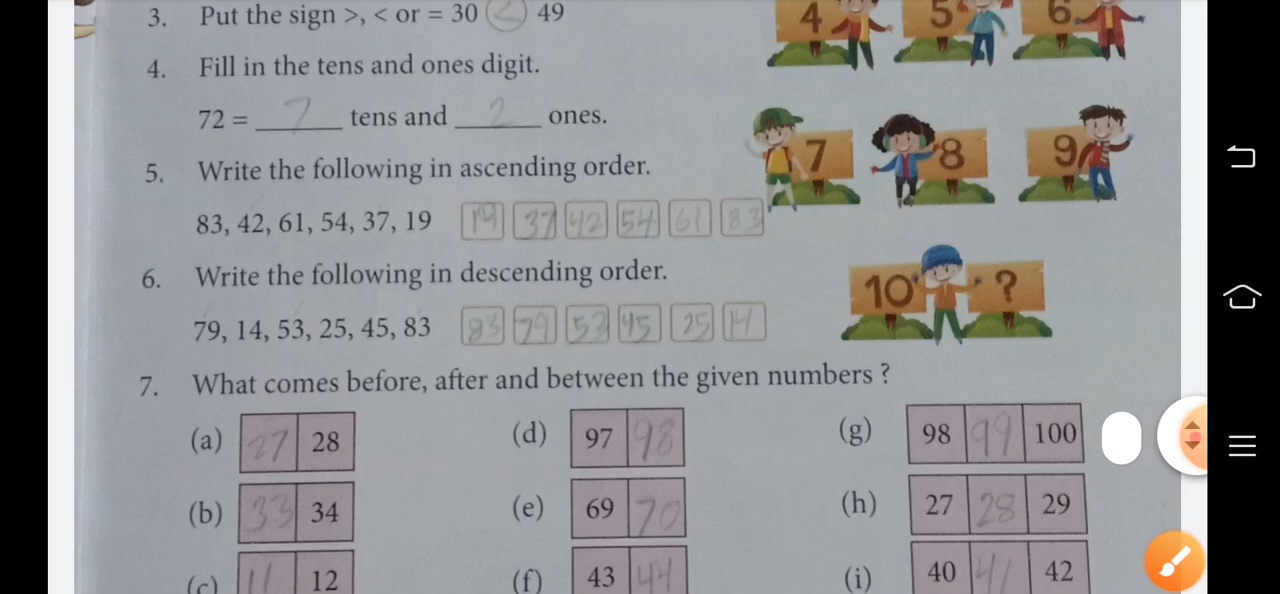 3. Put the sign >, < or = 30 < 49
4 5 6
4. Fill in the tens and ones digit.
72 = 7 tens and 2 ones.
7 8 9
5. Write the following in ascending order.
83, 42, 61, 54, 37, 19 19 37 42 54 61 83
6. Write the following in descending order.
10 ?
79, 14, 53, 25, 45, 83 83 79 53 45 25 14
7. What comes before, after and between the given numbers ?
(a) 27 28 (d) 97 98 (g) 98 99 100
(b) 33 34 (e) 69 70 (h) 27 28 29
(c) 11 12 (f) 43 44 (i) 40 41 42